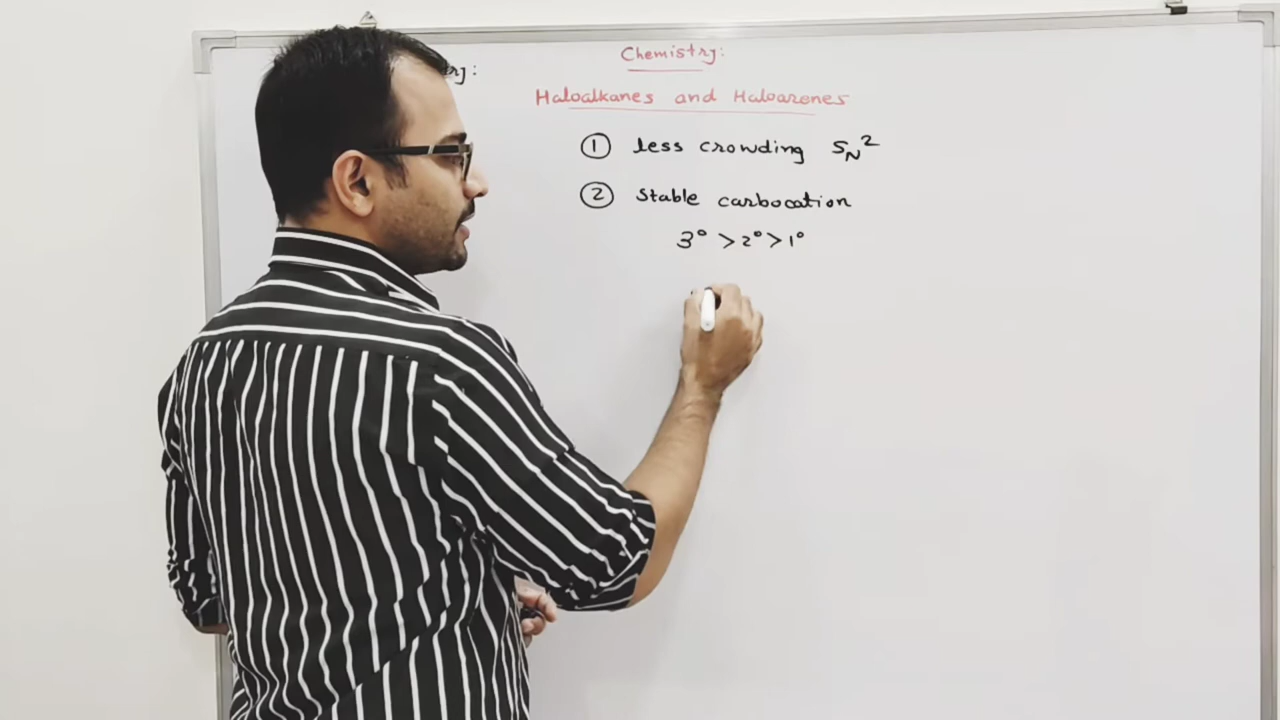 Chemistry:
Haloalkanes and Haloarenes
① less crowding SN2
② Stable carbocation
3° > 2° > 1°